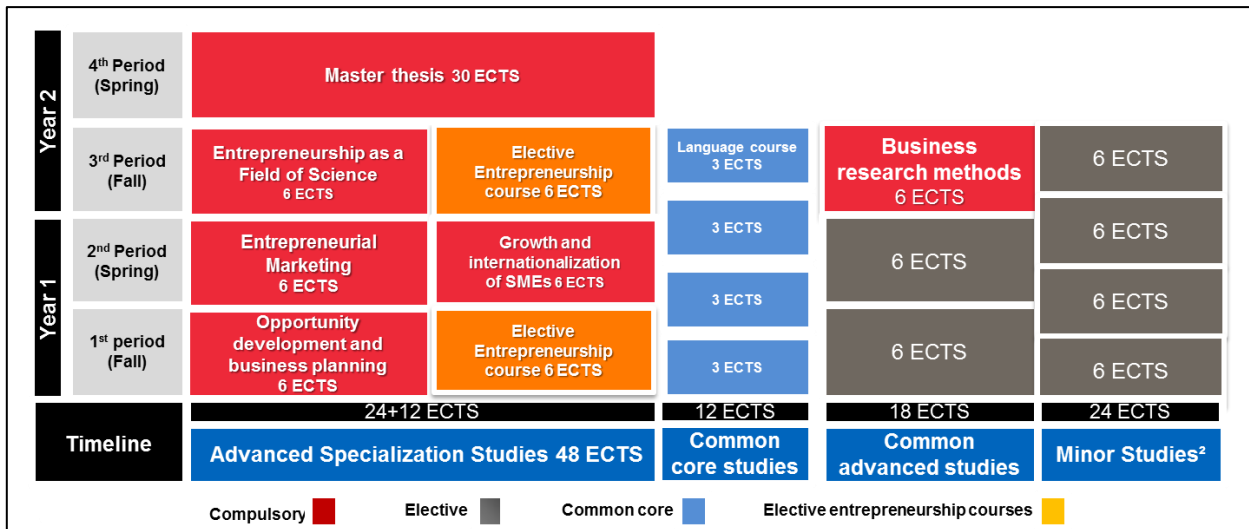 Year 2
4th Period
(Spring)
Master thesis 30 ECTS
3rd Period
(Fall)
Entrepreneurship as a
Field of Science
6 ECTS
Elective
Entrepreneurship
course 6 ECTS
Language course
3 ECTS
Business
research methods
6 ECTS
6 ECTS
Year 1
2nd Period
(Spring)
Entrepreneurial
Marketing
6 ECTS
Growth and
internationalization
of SMEs 6 ECTS
3 ECTS
6 ECTS
6 ECTS
1st period
(Fall)
Opportunity
development and
business planning
6 ECTS
Elective
Entrepreneurship
course 6 ECTS
3 ECTS
3 ECTS
6 ECTS
6 ECTS
6 ECTS
Timeline
24+12 ECTS
12 ECTS
18 ECTS
24 ECTS
Advanced Specialization Studies 48 ECTS
Common
core studies
Common
advanced studies
Minor Studies²
Compulsory
Elective
Common core
Elective entrepreneurship courses